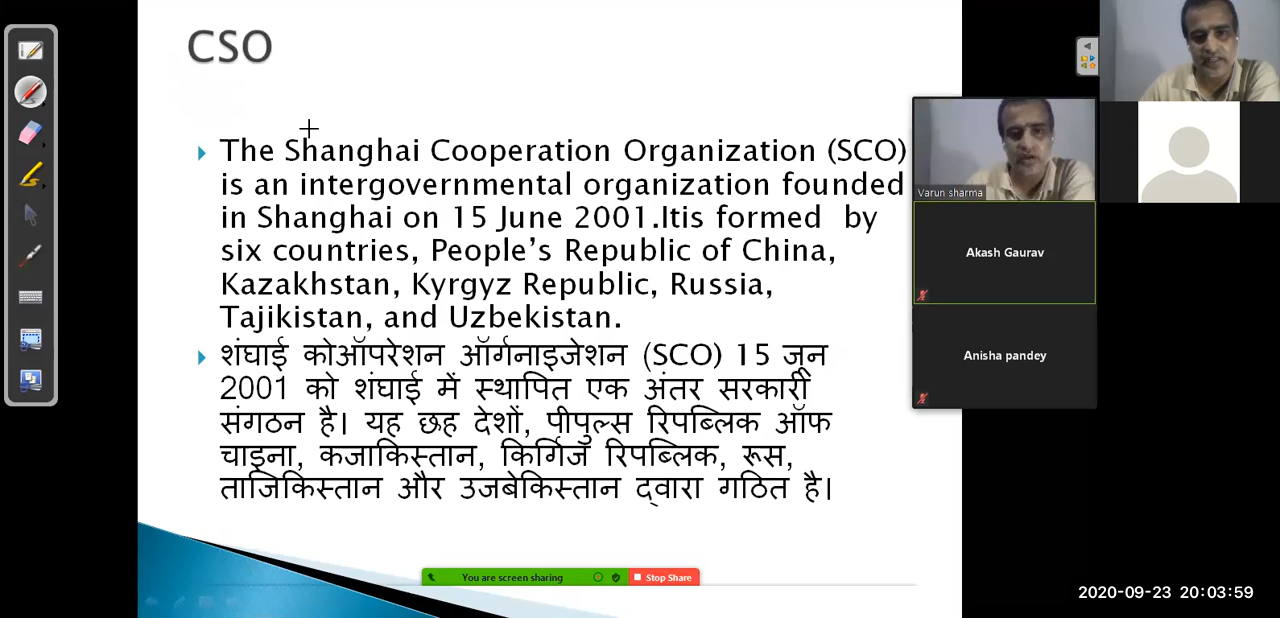 CSO
The Shanghai Cooperation Organization (SCO)
is an intergovernmental organization founded
in Shanghai on 15 June 2001.Itis formed by
six countries, People’s Republic of China,
Kazakhstan, Kyrgyz Republic, Russia,
Tajikistan, and Uzbekistan.
शंघाई कोऑपरेशन ऑर्गनाइजेशन (SCO) 15 जून
2001 को शंघाई में स्थापित एक अंतर सरकारी
संगठन है। यह छह देशों, पीपुल्स रिपब्लिक ऑफ
चाइना, कजाकिस्तान, किर्गिज रिपब्लिक, रूस,
ताजिकिस्तान और उजबेकिस्तान द्वारा गठित है।
Varun sharma
Akash Gaurav
Anisha pandey
You are screen sharing
Stop Share
2020-09-23 20:03:59